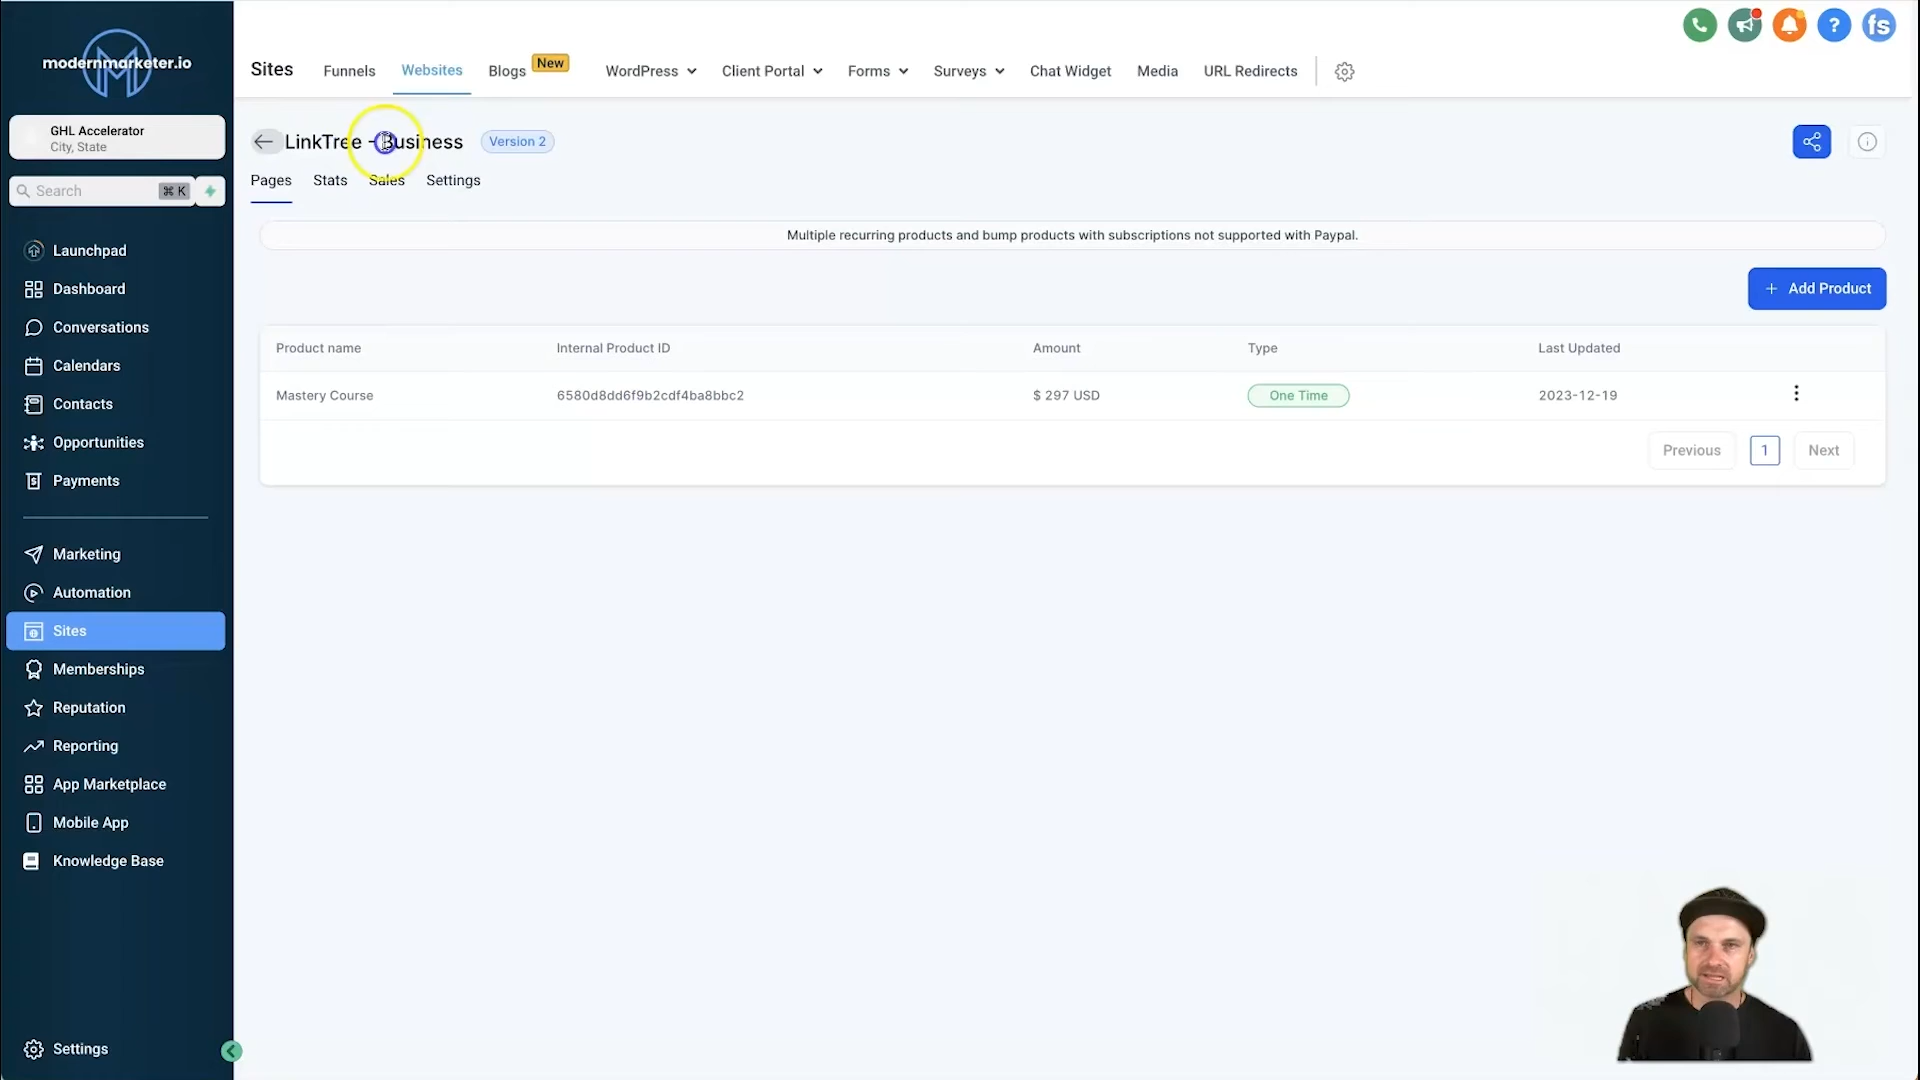 modernmarketer.io
GHL Accelerator
City, State
Search
⌘ K
Launchpad
Dashboard
Conversations
Calendars
Contacts
Opportunities
Payments
Marketing
Automation
Sites
Memberships
Reputation
Reporting
App Marketplace
Mobile App
Knowledge Base
Settings
Sites Funnels Websites Blogs New WordPress Client Portal Forms Surveys Chat Widget Media URL Redirects
? fs
LinkTree - Business Version 2
Pages Stats Sales Settings
Multiple recurring products and bump products with subscriptions not supported with Paypal.
+ Add Product
Product name Internal Product ID Amount Type Last Updated
Mastery Course 6580d8dd6f9b2cdf4ba8bbc2 $ 297 USD One Time 2023-12-19
Previous 1 Next